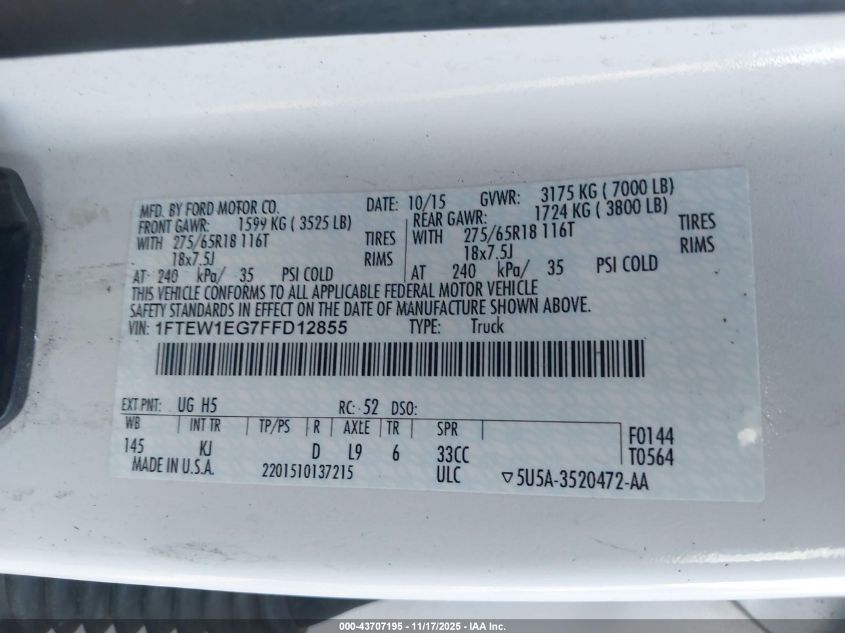 MFD. BY FORD MOTOR CO. DATE: 10/15 GVWR: 3175 KG ( 7000 LB)
FRONT GAWR: 1599 KG ( 3525 LB) REAR GAWR: 1724 KG ( 3800 LB)
WITH 275/65R18 116T TIRES WITH 275/65R18 116T TIRES
18x7.5J RIMS 18x7.5J RIMS
AT 240 kPa/ 35 PSI COLD AT 240 kPa/ 35 PSI COLD
THIS VEHICLE CONFORMS TO ALL APPLICABLE FEDERAL MOTOR VEHICLE
SAFETY STANDARDS IN EFFECT ON THE DATE OF MANUFACTURE SHOWN ABOVE.
VIN: 1FTEW1EG7FFD12855 TYPE: Truck
EXT PNT: UG H5 RC: 52 DSO:
WB INT TR TP/PS R AXLE TR SPR F0144
145 KJ D L9 6 33CC T0564
MADE IN U.S.A. 2201510137215 ULC ▽5U5A-3520472-AA
000-43707195 - 11/17/2025 - IAA Inc.